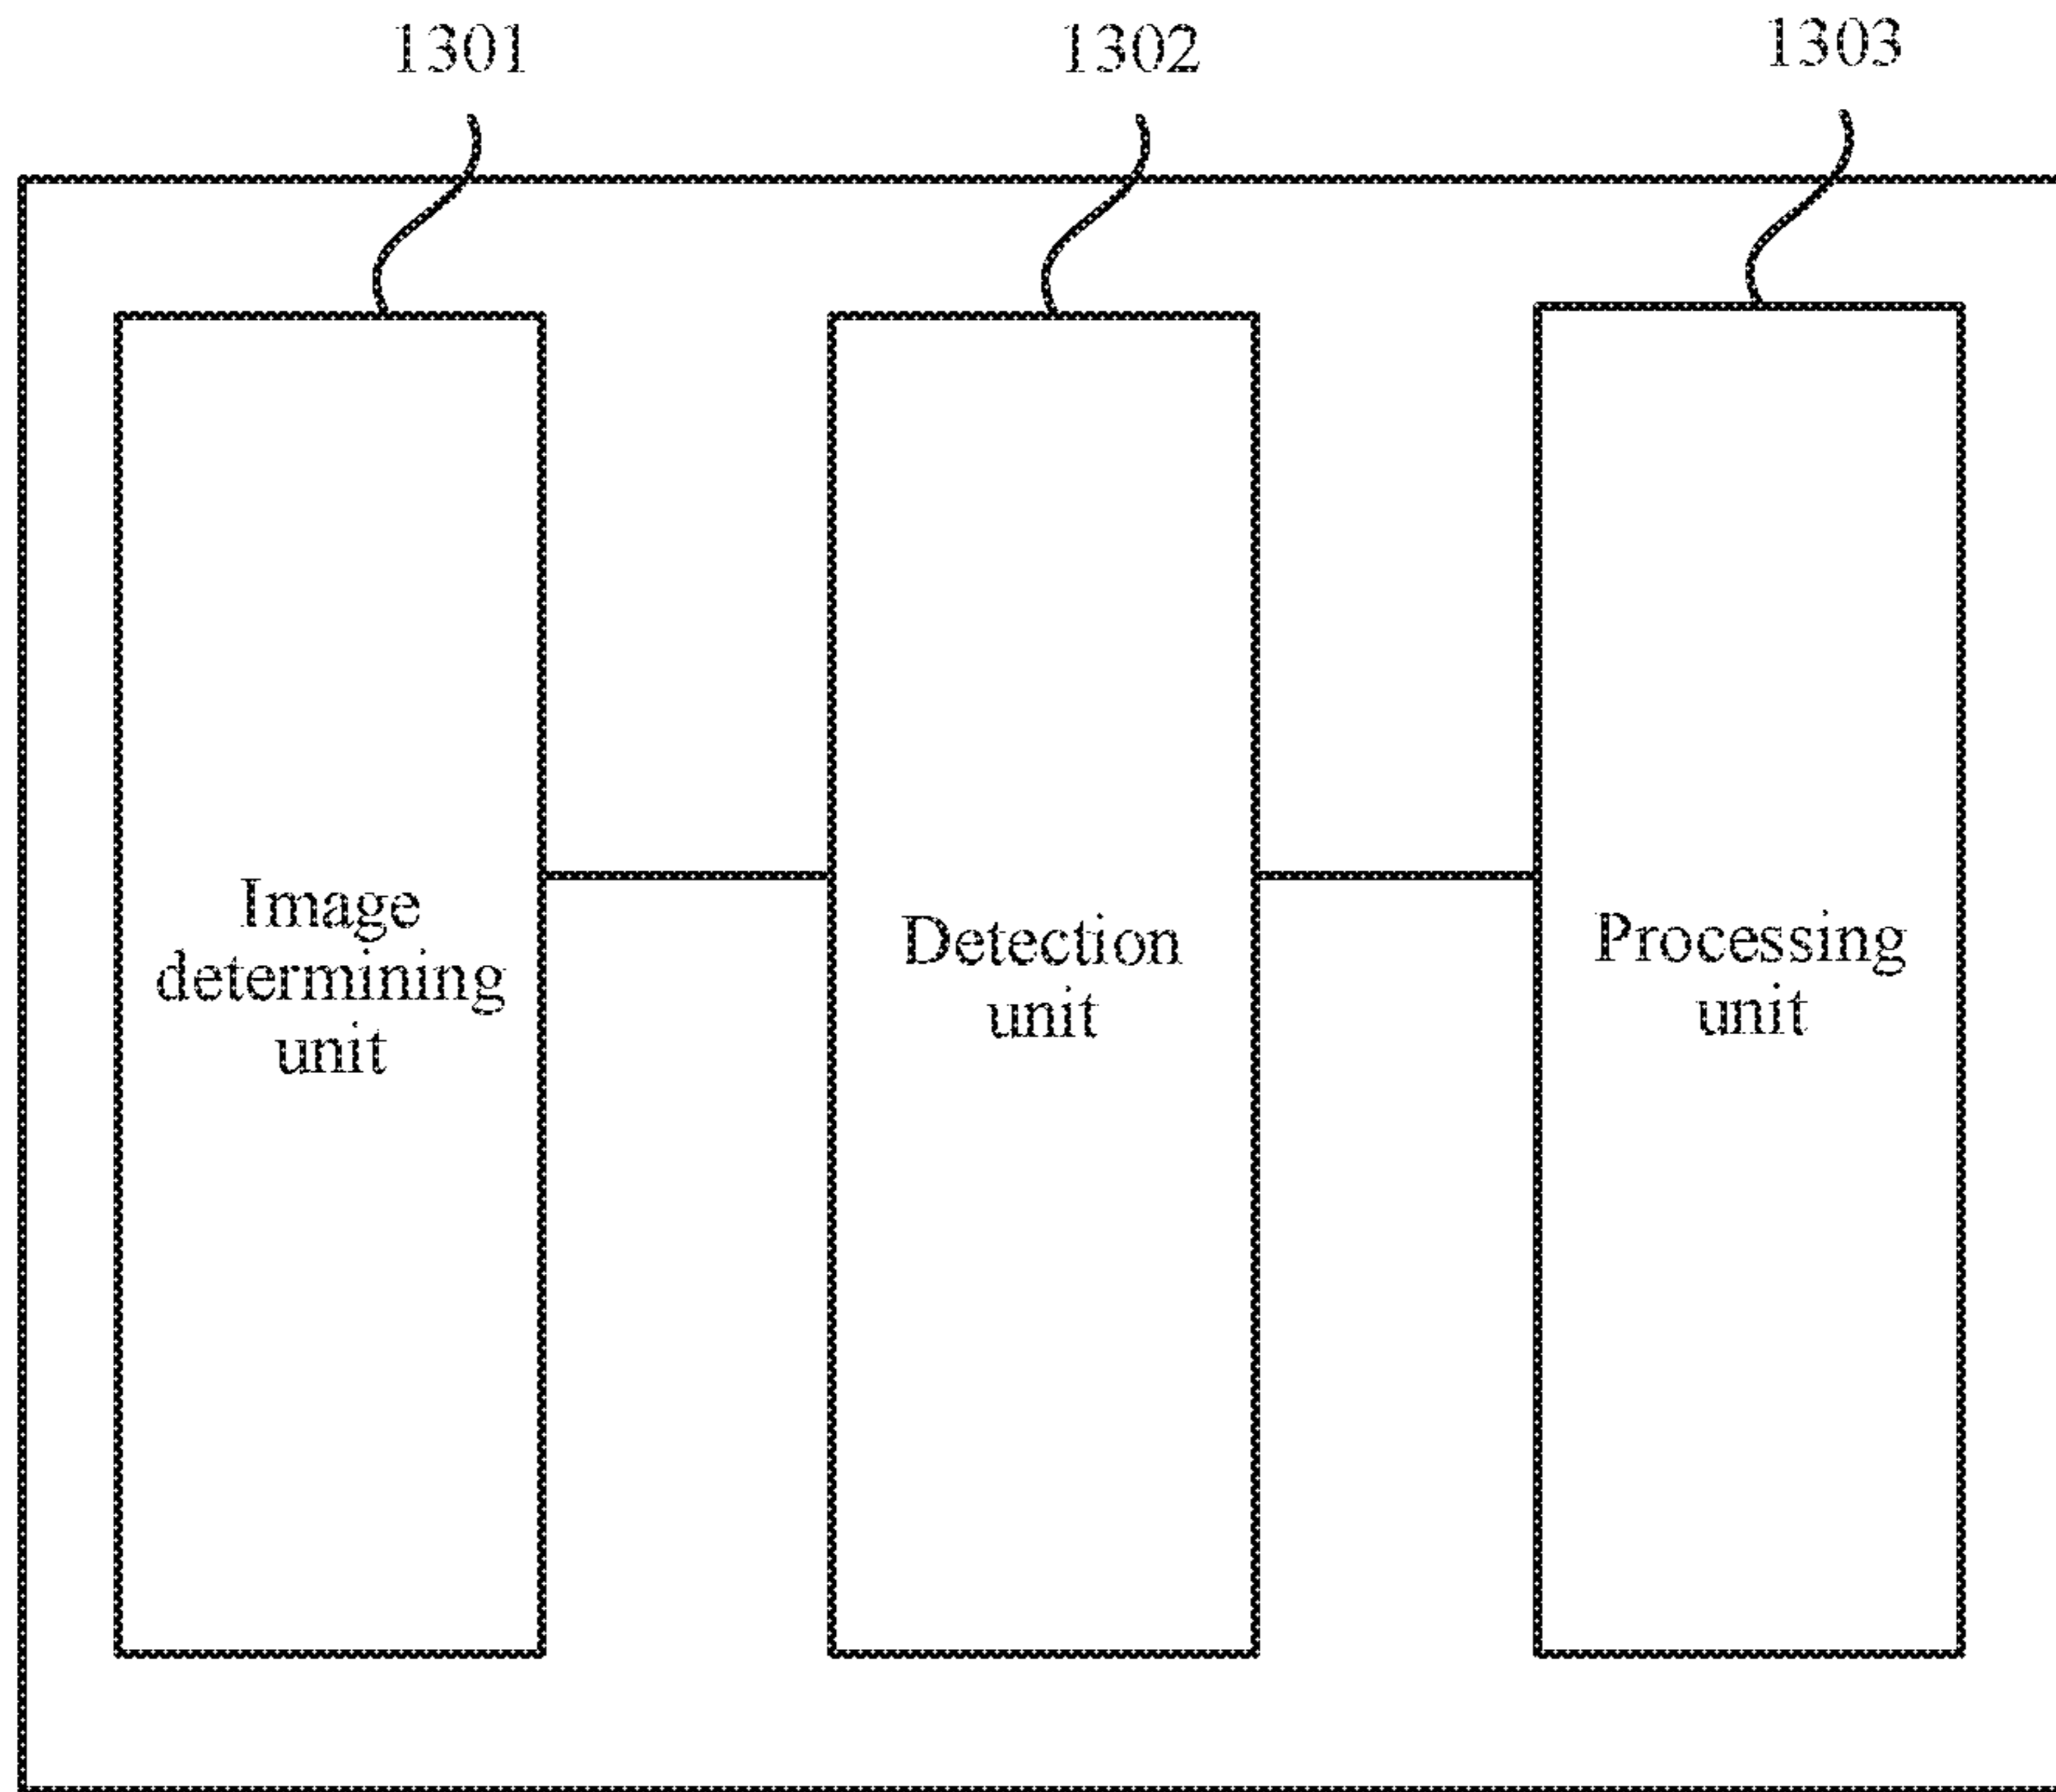 1301
1302
1303
Image
determining
unit
Detection
unit
Processing
unit